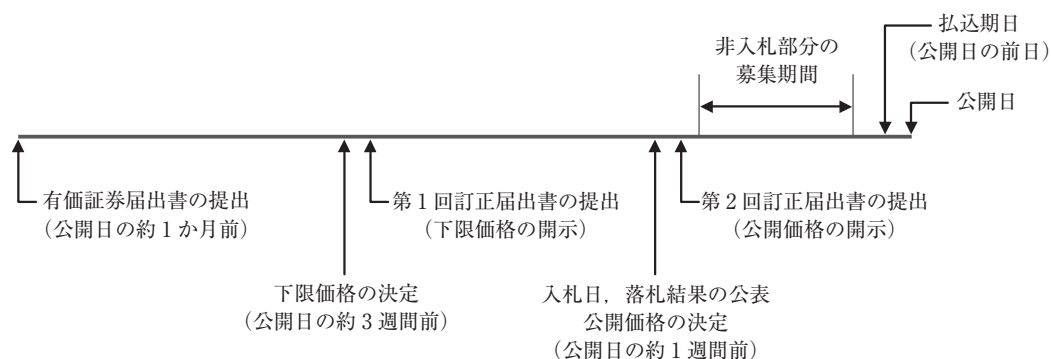 払込期日
(公開日の前日)
非入札部分の
募集期間
公開日
有価証券届出書の提出
(公開日の約1か月前)
第1回訂正届出書の提出
(下限価格の開示)
第2回訂正届出書の提出
(公開価格の開示)
下限価格の決定
(公開日の約3週間前)
入札日，落札結果の公表
公開価格の決定
(公開日の約1週間前)